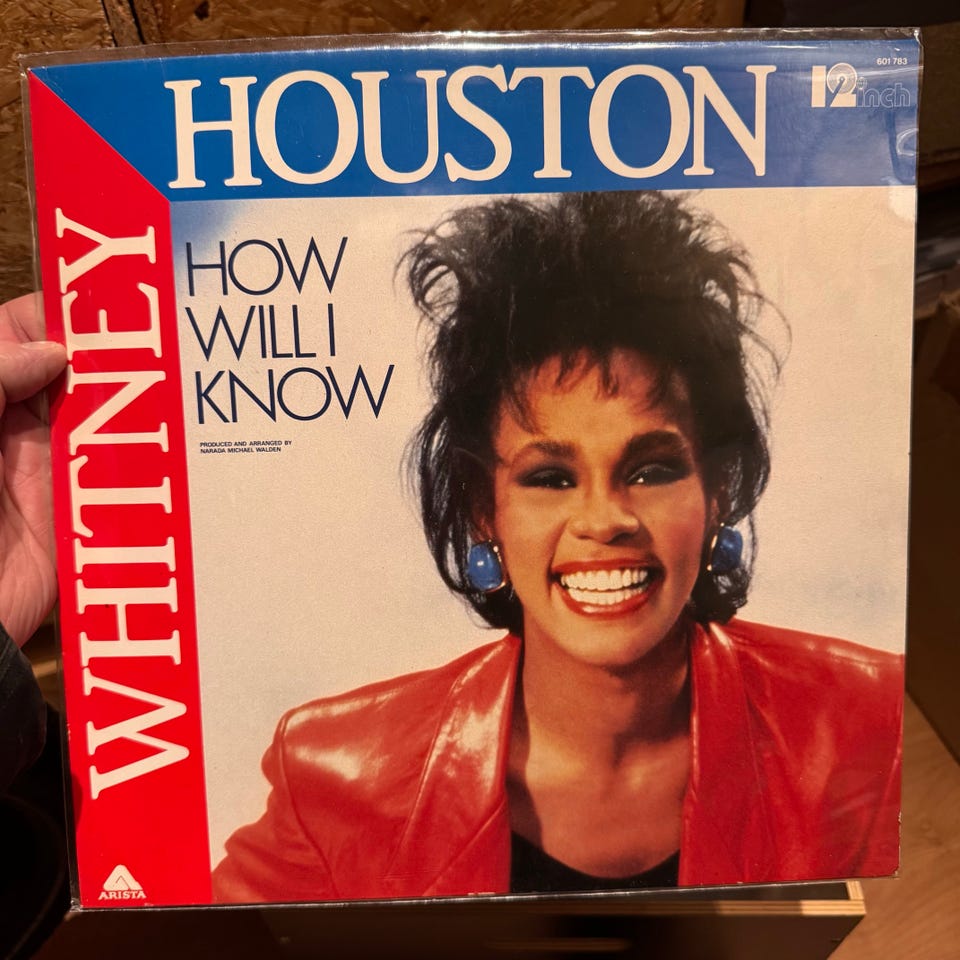 601 783
12"
inch
HOUSTON
WHITNEY
HOW
WILL I
KNOW
PRODUCED AND ARRANGED BY
NARADA MICHAEL WALDEN
ARISTA